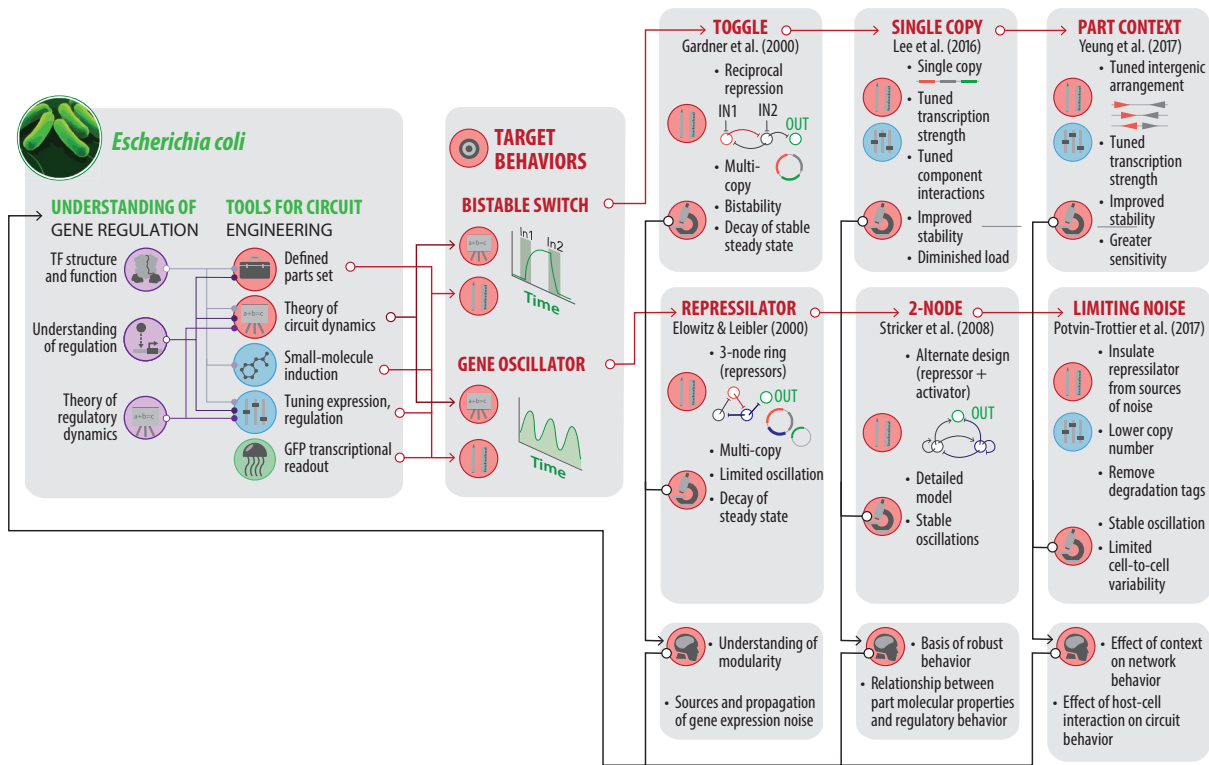 Escherichia coli
UNDERSTANDING OF
GENE REGULATION
TF structure
and function
Understanding
of regulation
Theory of
regulatory
dynamics
a+b=c
TOOLS FOR CIRCUIT
ENGINEERING
Defined
parts set
a+b=c
Theory of
circuit dynamics
Small-molecule
induction
Tuning expression,
regulation
GFP transcriptional
readout
TARGET
BEHAVIORS
BISTABLE SWITCH
a+b=c
In1
In2
Time
GENE OSCILLATOR
a+b=c
Time
TOGGLE
Gardner et al. (2000)
• Reciprocal
repression
IN1 IN2
OUT
• Multi-
copy
• Bistability
• Decay of stable
steady state
SINGLE COPY
Lee et al. (2016)
• Single copy
• Tuned
transcription
strength
• Tuned
component
interactions
• Improved
stability
• Diminished load
PART CONTEXT
Yeung et al. (2017)
• Tuned intergenic
arrangement
• Tuned
transcription
strength
• Improved
stability
• Greater
sensitivity
REPRESSILATOR
Elowitz & Leibler (2000)
• 3-node ring
(repressors)
OUT
• Multi-copy
• Limited oscillation
• Decay of
steady state
2-NODE
Stricker et al. (2008)
• Alternate design
(repressor +
activator)
OUT
• Detailed
model
• Stable
oscillations
LIMITING NOISE
Potvin-Trottier et al. (2017)
• Insulate
repressilator
from sources
of noise
• Lower copy
number
• Remove
degradation tags
• Stable oscillation
• Limited
cell-to-cell
variability
• Understanding of
modularity
• Sources and propagation
of gene expression noise
• Basis of robust
behavior
• Relationship between
part molecular properties
and regulatory behavior
• Effect of context
on network
behavior
• Effect of host-cell
interaction on circuit
behavior